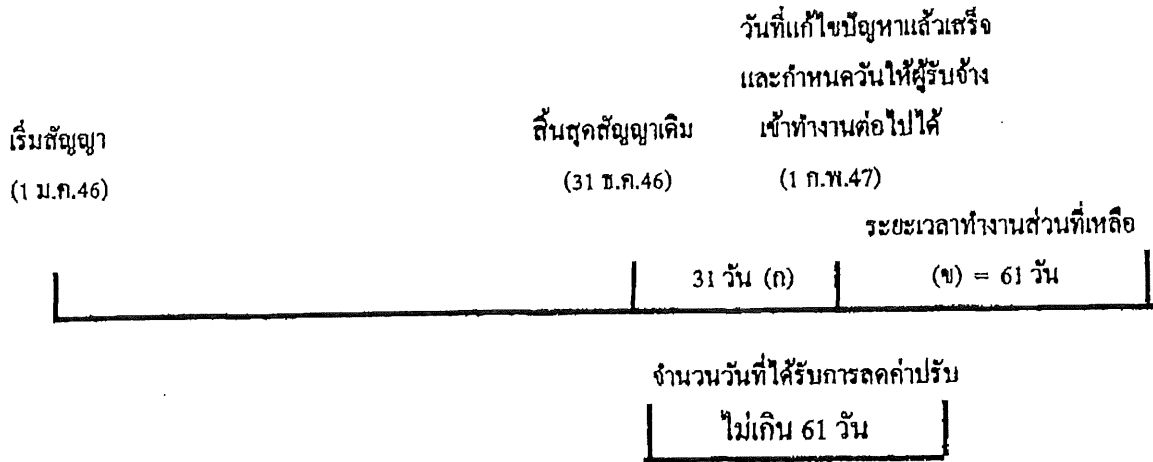 วันที่แก้ไขปัญหาแล้วเสร็จ
และกำหนดวันให้ผู้รับจ้าง
เริ่มสัญญา สิ้นสุดสัญญาเดิม เข้าทำงานต่อไปได้
(1 ม.ค.46) (31 ธ.ค.46) (1 ก.พ.47)
ระยะเวลาทำงานส่วนที่เหลือ
31 วัน (ก) (ข) = 61 วัน
จำนวนวันที่ได้รับการลดค่าปรับ
ไม่เกิน 61 วัน